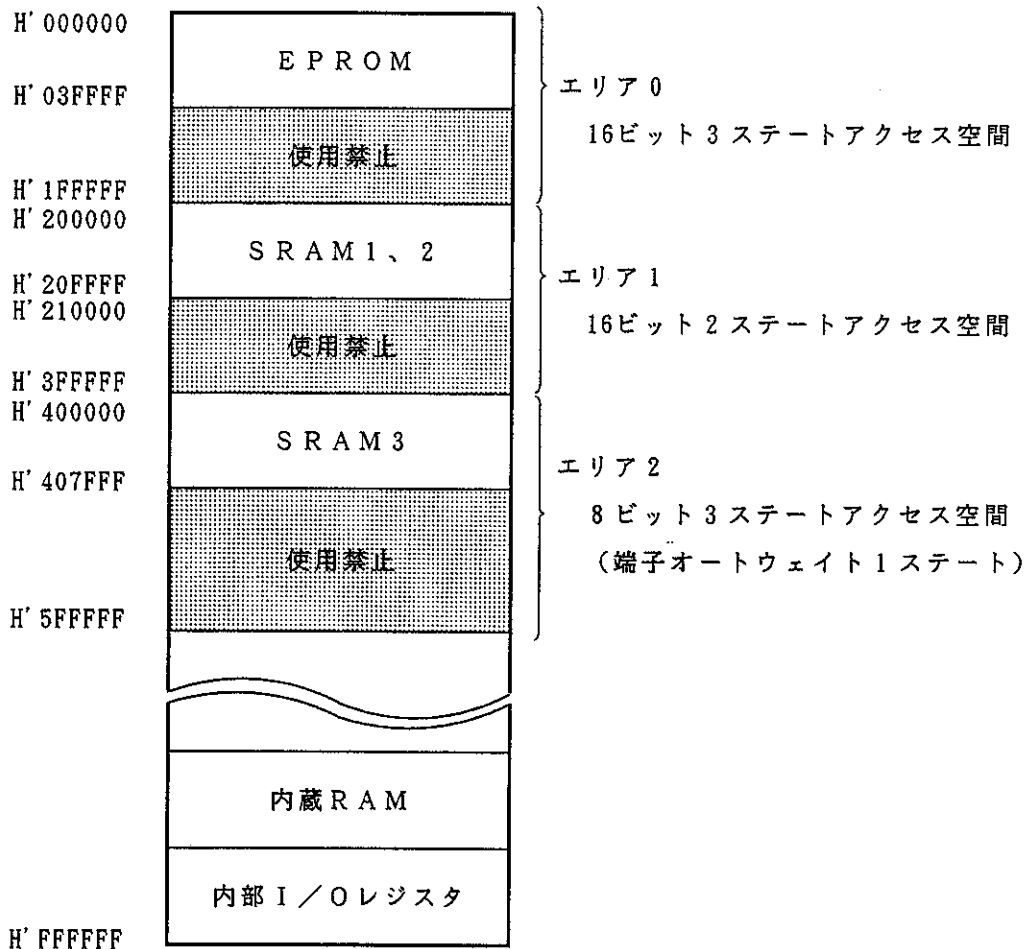 H'000000
EPROM
H'03FFFF
エリア0
16ビット3ステートアクセス空間
使用禁止
H'1FFFFF
H'200000
SRAM1、2
H'20FFFF
エリア1
H'210000
16ビット2ステートアクセス空間
使用禁止
H'3FFFFF
H'400000
SRAM3
H'407FFF
エリア2
8ビット3ステートアクセス空間
(端子オートウェイト1ステート)
使用禁止
H'5FFFFF
内蔵RAM
内部I/Oレジスタ
H'FFFFFF